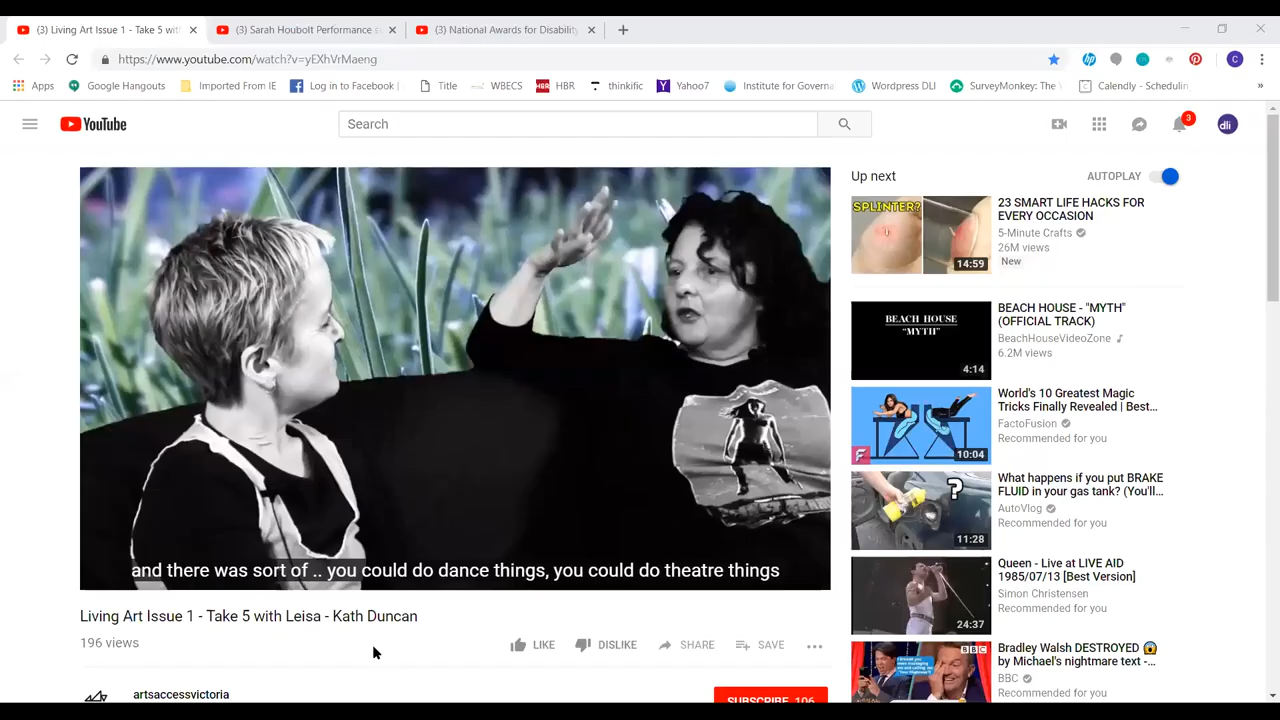 (3) Living Art Issue 1 - Take 5 wit
(3) Sarah Houbolt Performance
(3) National Awards for Disability
https://www.youtube.com/watch?v=yEXhVrMaeng
Apps
Google Hangouts
Imported From IE
Log in to Facebook |
Title
WBECS
HBR
HBR
thinkific
Yahoo7
Institute for Governa
Wordpress DLI
SurveyMonkey: The
Calendly - Schedulin
YouTube
Search
3
dli
and there was sort of .. you could do dance things, you could do theatre things
Living Art Issue 1 - Take 5 with Leisa - Kath Duncan
196 views
LIKE
DISLIKE
SHARE
SAVE
artsaccessvictoria
SUBSCRIBE 106
Up next
AUTOPLAY
SPLINTER?
14:59
23 SMART LIFE HACKS FOR
EVERY OCCASION
5-Minute Crafts
26M views
New
BEACH HOUSE
"MYTH"
4:14
BEACH HOUSE - "MYTH"
(OFFICIAL TRACK)
BeachHouseVideoZone
6.2M views
10:04
World's 10 Greatest Magic
Tricks Finally Revealed | Best...
FactoFusion
Recommended for you
?
11:28
What happens if you put BRAKE
FLUID in your gas tank? (You'll...
AutoVlog
Recommended for you
24:37
Queen - Live at LIVE AID
1985/07/13 [Best Version]
Simon Christensen
Recommended for you
BBC
Bradley Walsh DESTROYED 😱
by Michael's nightmare text -...
BBC
Recommended for you